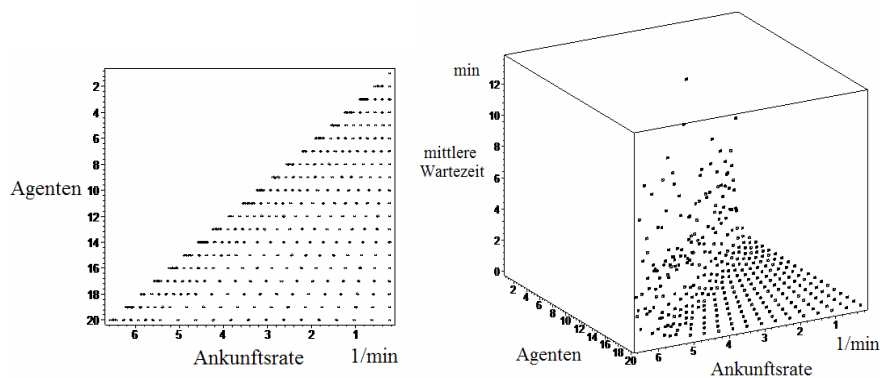 2
4
6
8
Agenten 10
12
14
16
18
20
6 5 4 3 2 1
Ankunftsrate 1/min
min
12
10
8
mittlere
Wartezeit
6
4
2
0
2 4 6 8 10 12 14 16 18 20
Agenten
6 5 4 3 2 1
1/min
Ankunftsrate